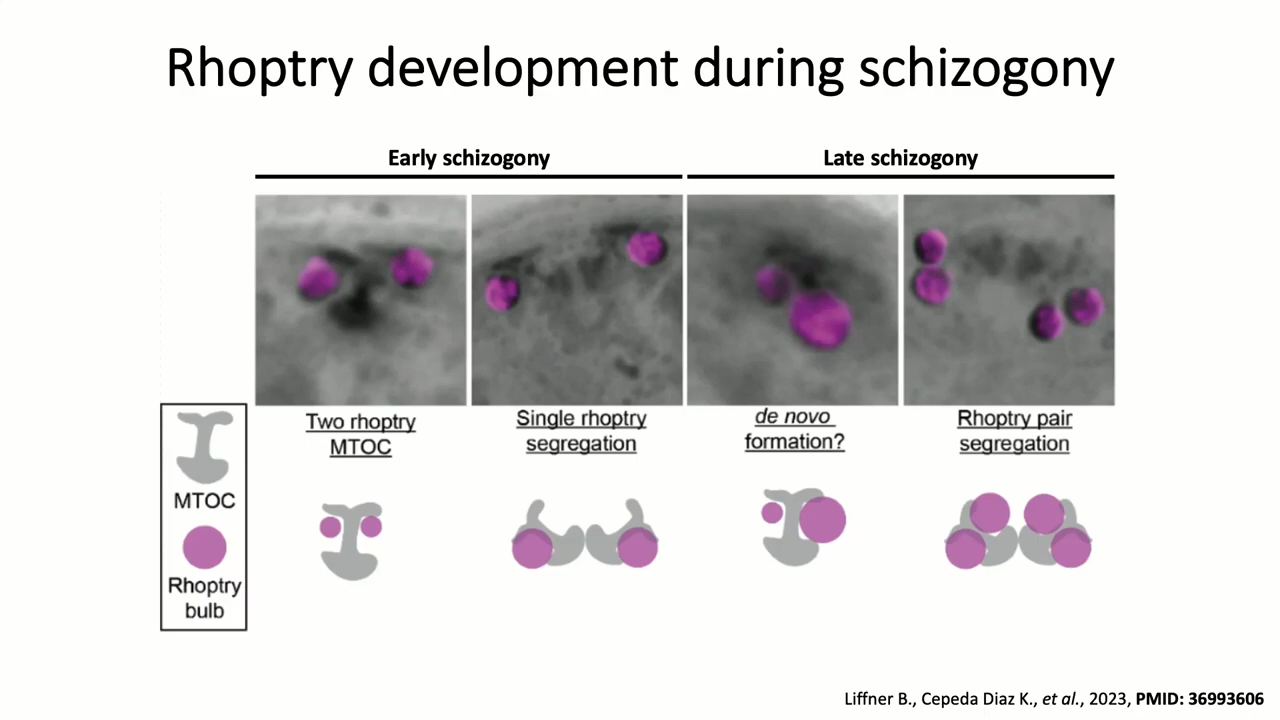 Rhoptry development during schizogony
Early schizogony
Late schizogony
Two rhoptry
MTOC
Single rhoptry
segregation
de novo
formation?
Rhoptry pair
segregation
MTOC
Rhoptry
bulb
Liffner B., Cepeda Diaz K., et al., 2023, PMID: 36993606